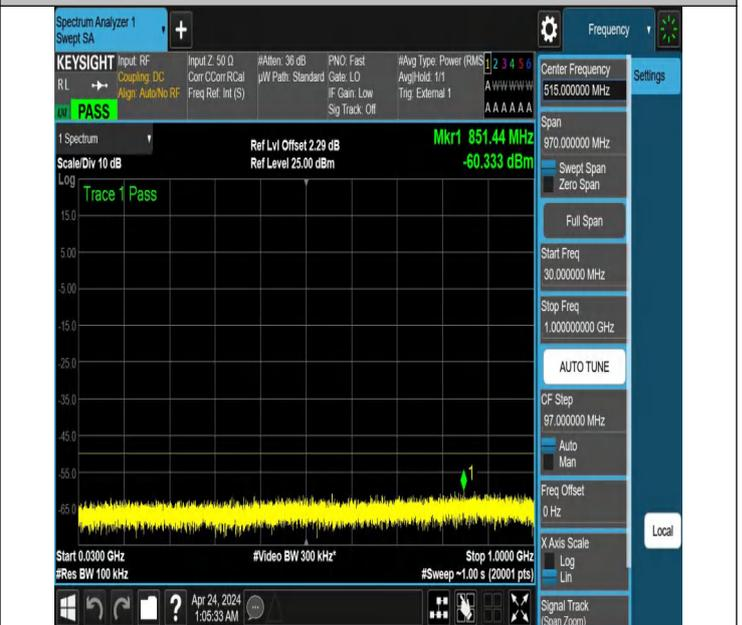 Spectrum Analyzer 1
Swept SA
+
Frequency
KEYSIGHT
RL
PASS
Input: RF
Coupling: DC
Align: Auto/No RF
Input Z: 50 Ω
Corr CCorr RCal
Freq Ref: Int (S)
#Atten: 36 dB
µW Path: Standard
PNO: Fast
Gate: LO
IF Gain: Low
Sig Track: Off
#Avg Type: Power (RMS
Avg|Hold: 1/1
Trig: External 1
1 2 3 4 5 6
A W W W W W
A A A A A A
1 Spectrum
Scale/Div 10 dB
Ref Lvl Offset 2.29 dB
Ref Level 25.00 dBm
Mkr1 851.44 MHz
-60.333 dBm
Log
Trace 1 Pass
15.0
5.00
-5.00
-15.0
-25.0
-35.0
-45.0
-55.0
-65.0
1
Start 0.0300 GHz
#Res BW 100 kHz
#Video BW 300 kHz*
Stop 1.0000 GHz
#Sweep ~1.00 s (20001 pts)
?
Apr 24, 2024
1:05:33 AM
Center Frequency
515.000000 MHz
Settings
Span
970.000000 MHz
Swept Span
Zero Span
Full Span
Start Freq
30.000000 MHz
Stop Freq
1.000000000 GHz
AUTO TUNE
CF Step
97.000000 MHz
Auto
Man
Freq Offset
0 Hz
Local
X Axis Scale
Log
Lin
Signal Track
(Span Zoom)